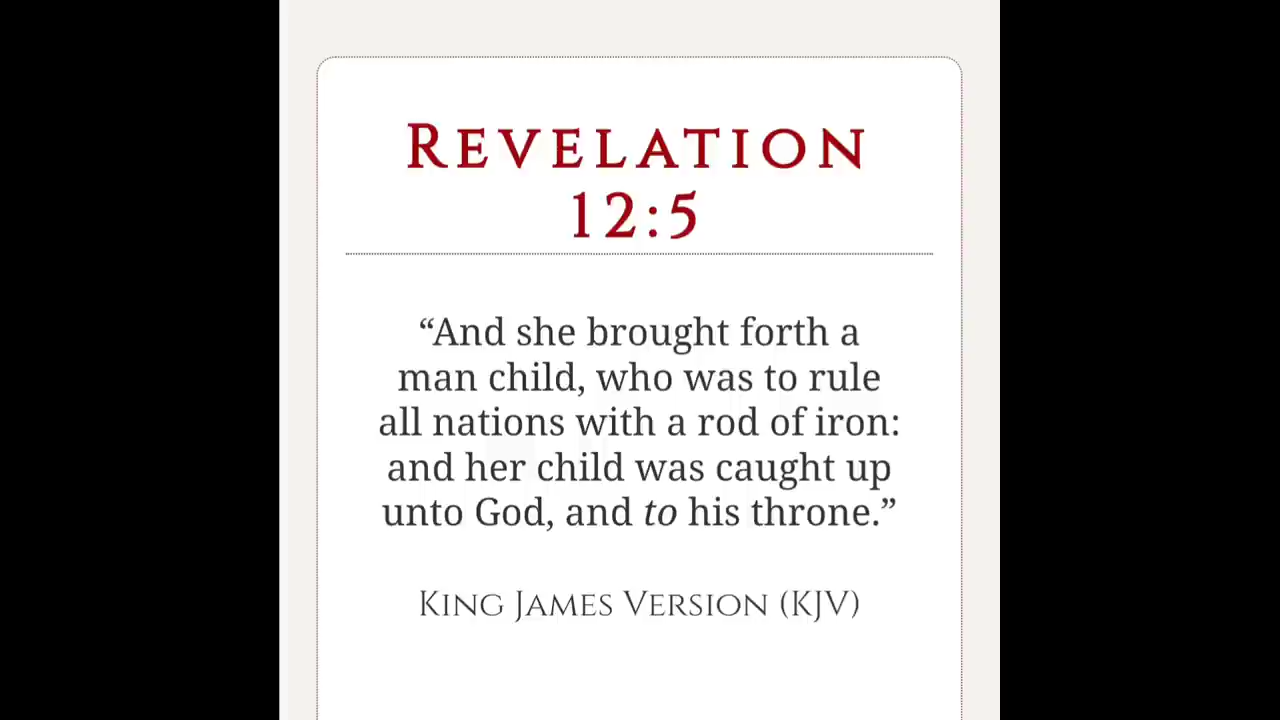 Revelation
12:5
“And she brought forth a
man child, who was to rule
all nations with a rod of iron:
and her child was caught up
unto God, and to his throne.”
King James Version (KJV)